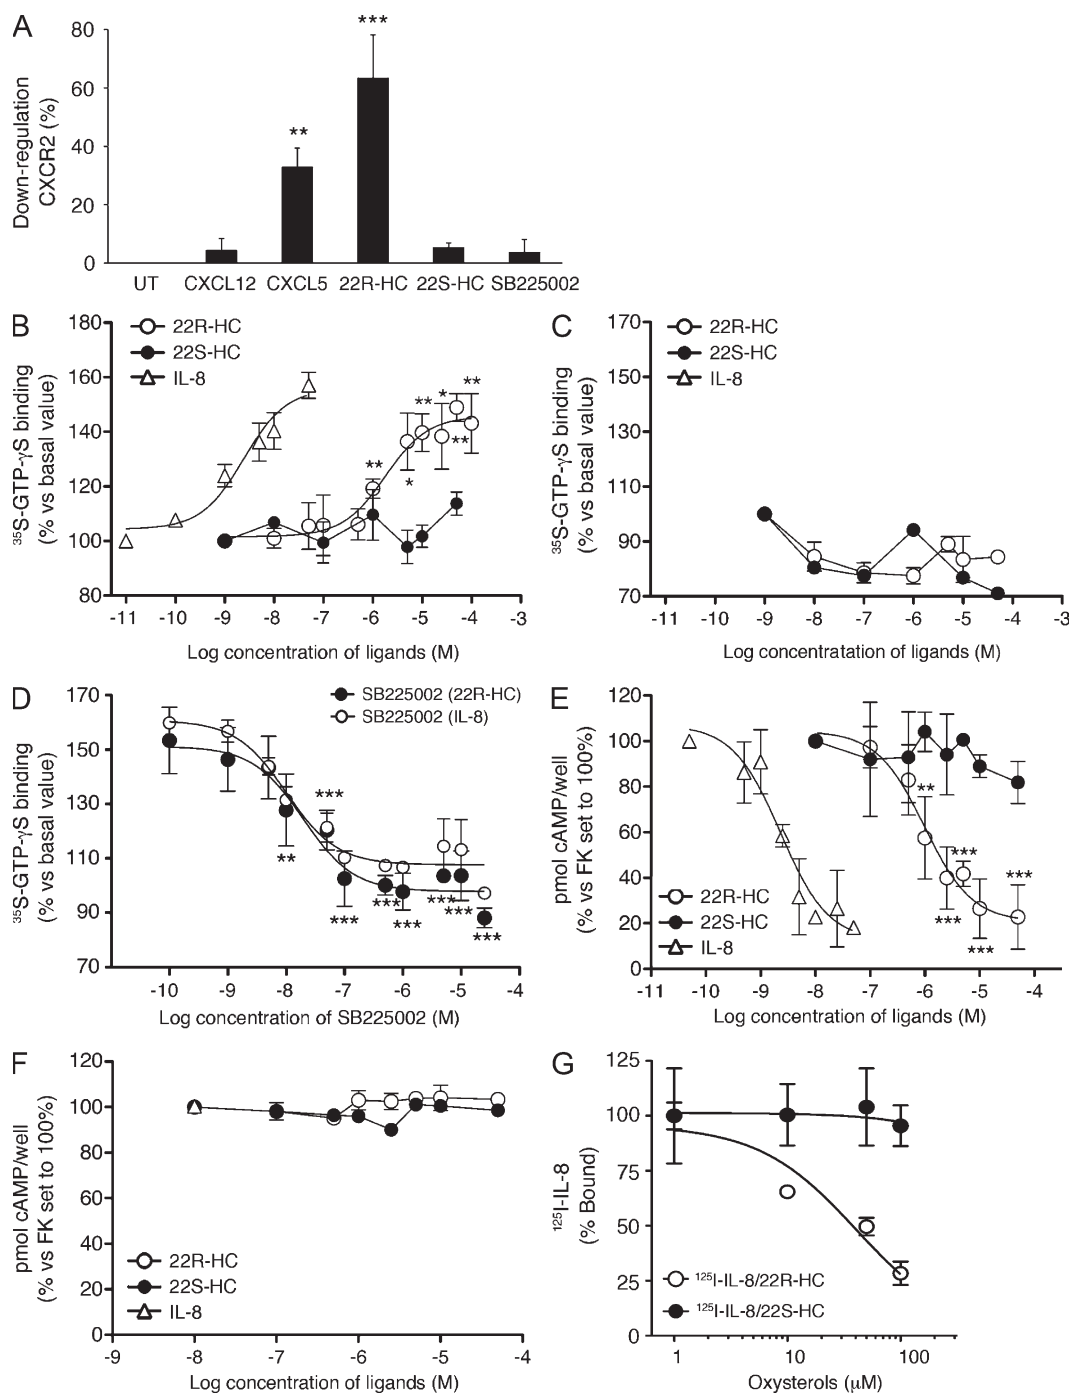 A
Down-regulation
CXCR2 (%)
80
60
40
20
0
**
***
UT CXCL12 CXCL5 22R-HC 22S-HC SB225002
B
35S-GTP-γS binding
(% vs basal value)
180
160
140
120
100
80
22R-HC
22S-HC
IL-8
**
*
**
*
**
**
-11 -10 -9 -8 -7 -6 -5 -4 -3
Log concentration of ligands (M)
C
35S-GTP-γS binding
(% vs basal value)
170
150
130
110
90
70
22R-HC
22S-HC
IL-8
-11 -10 -9 -8 -7 -6 -5 -4 -3
Log concentratation of ligands (M)
D
35S-GTP-γS binding
(% vs basal value)
170
150
130
110
90
70
SB225002 (22R-HC)
SB225002 (IL-8)
**
***
***
***
***
***
***
***
-10 -9 -8 -7 -6 -5 -4
Log concentration of SB225002 (M)
E
pmol cAMP/well
(% vs FK set to 100%)
120
100
80
60
40
20
0
22R-HC
22S-HC
IL-8
**
***
***
***
***
-11 -10 -9 -8 -7 -6 -5 -4
Log concentration of ligands (M)
F
pmol cAMP/well
(% vs FK set to 100%)
120
100
80
60
40
20
0
22R-HC
22S-HC
IL-8
-9 -8 -7 -6 -5 -4
Log concentration of ligands (M)
G
125I-IL-8
(% Bound)
125
100
75
50
25
0
125I-IL-8/22R-HC
125I-IL-8/22S-HC
1 10 100
Oxysterols (μM)